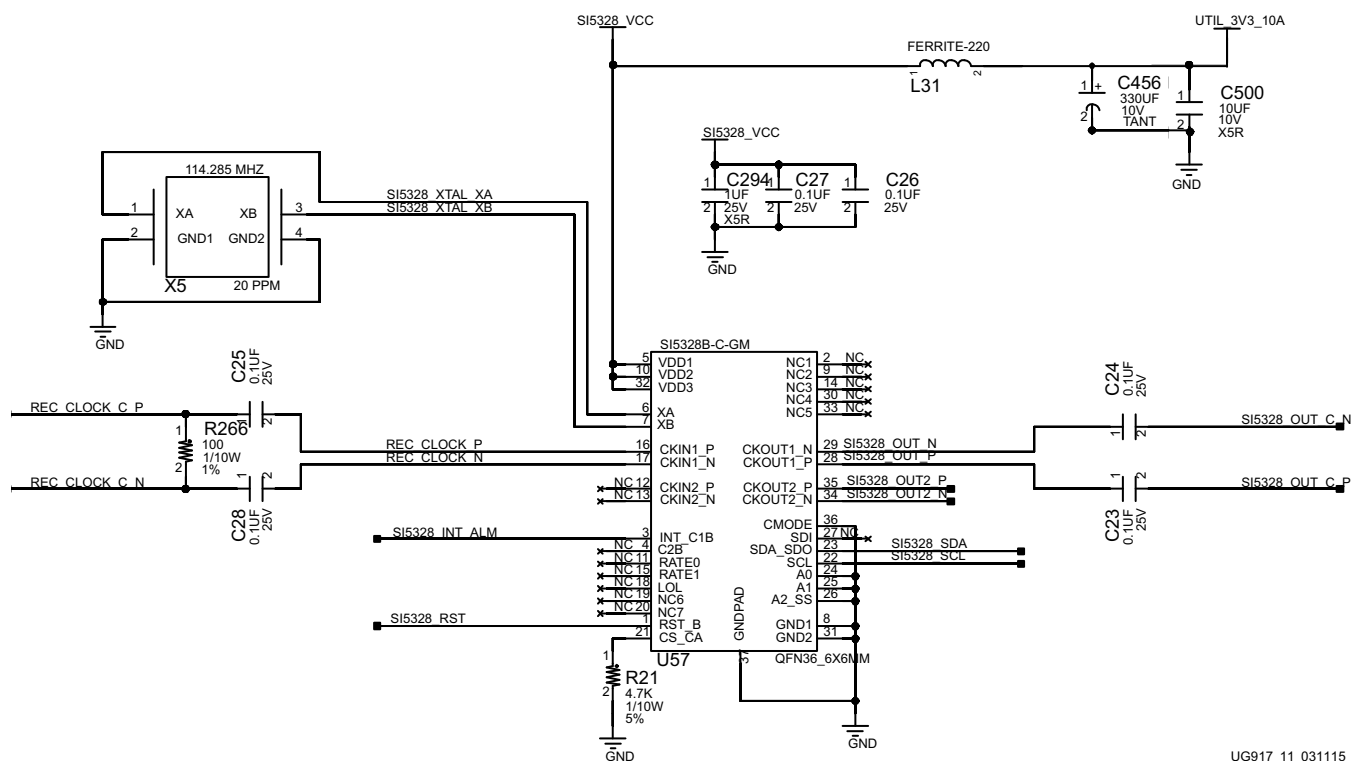 SI5328_VCC
UTIL_3V3_10A
FERRITE-220
1
2
L31
1
+
2
C456
330UF
10V
TANT
1
2
C500
10UF
10V
X5R
GND
SI5328_VCC
1
2
C294
1UF
25V
X5R
1
2
C27
0.1UF
25V
1
2
C26
0.1UF
25V
GND
114.285 MHZ
1 XA XB 3
2 GND1 GND2 4
X5 20 PPM
GND
SI5328_XTAL_XA
SI5328_XTAL_XB
SI5328B-C-GM
5 VDD1 NC1 2 NC
10 VDD2 NC2 9 NC
32 VDD3 NC3 14 NC
NC4 30 NC
6 XA NC5 33 NC
7 XB
REC_CLOCK_C_P
C25
0.1UF
25V
1
2
1
2
R266
100
1/10W
1%
REC_CLOCK_C_N
C28
0.1UF
25V
1
2
REC_CLOCK_P 16 CKIN1_P CKOUT1_N 29 SI5328_OUT_N
REC_CLOCK_N 17 CKIN1_N CKOUT1_P 28 SI5328_OUT_P
NC 12 CKIN2_P CKOUT2_P 35 SI5328_OUT2_P
NC 13 CKIN2_N CKOUT2_N 34 SI5328_OUT2_N
C24
0.1UF
25V
1
2
SI5328_OUT_C_N
C23
0.1UF
25V
1
2
SI5328_OUT_C_P
CMODE 36
SI5328_INT_ALM 3 INT_C1B SDI 27 NC
NC 4 C2B SDA_SDO 23 SI5328_SDA
NC 11 RATE0 SCL 22 SI5328_SCL
NC 15 RATE1 A0 24
NC 18 LOL A1 25
NC 19 NC6 A2_SS 26
NC 20 NC7
SI5328_RST 1 RST_B GND1 8
21 CS_CA GND2 31
GNDPAD
37
U57
QFN36_6X6MM
1
2
R21
4.7K
1/10W
5%
GND
GND
UG917_11_031115